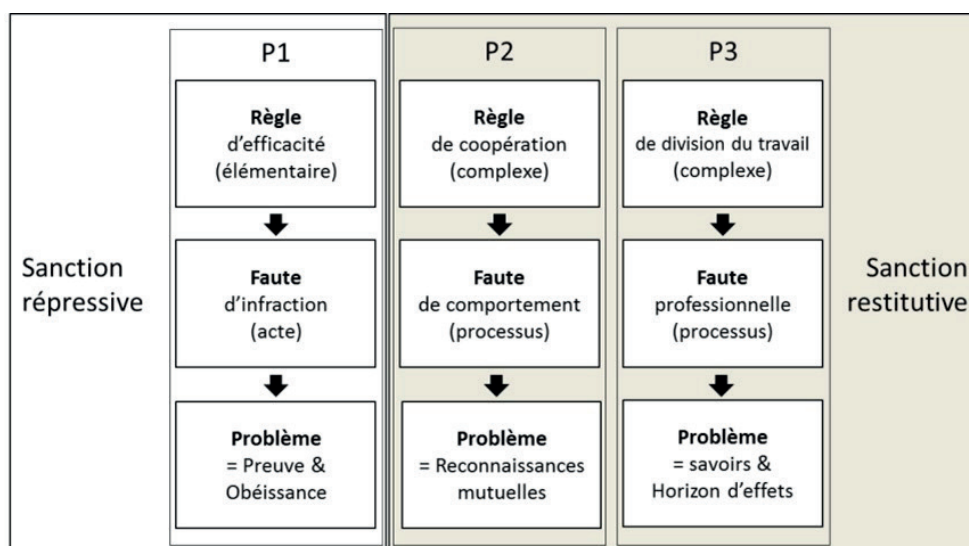 P1
Règle
d'efficacité
(élémentaire)
Faute
d'infraction
(acte)
Problème
= Preuve &
Obéissance
P2
Règle
de coopération
(complexe)
Faute
de comportement
(processus)
Problème
= Reconnaissances
mutuelles
P3
Règle
de division du travail
(complexe)
Faute
professionnelle
(processus)
Problème
= savoirs &
Horizon d'effets
Sanction
répressive
Sanction
restitutive